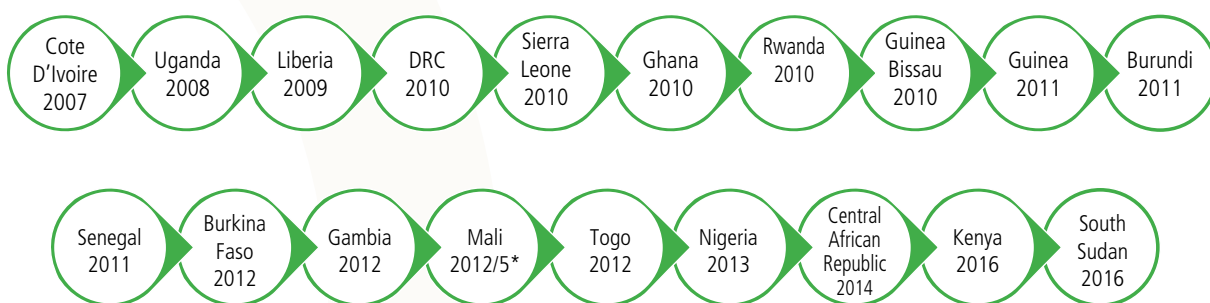 Cote
D’Ivoire
2007
Uganda
2008
Liberia
2009
DRC
2010
Sierra
Leone
2010
Ghana
2010
Rwanda
2010
Guinea
Bissau
2010
Guinea
2011
Burundi
2011
Senegal
2011
Burkina
Faso
2012
Gambia
2012
Mali
2012/5*
Togo
2012
Nigeria
2013
Central
African
Republic
2014
Kenya
2016
South
Sudan
2016